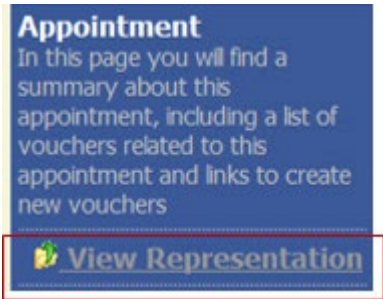 Appointment
In this page you will find a
summary about this
appointment, including a list of
vouchers related to this
appointment and links to create
new vouchers
View Representation